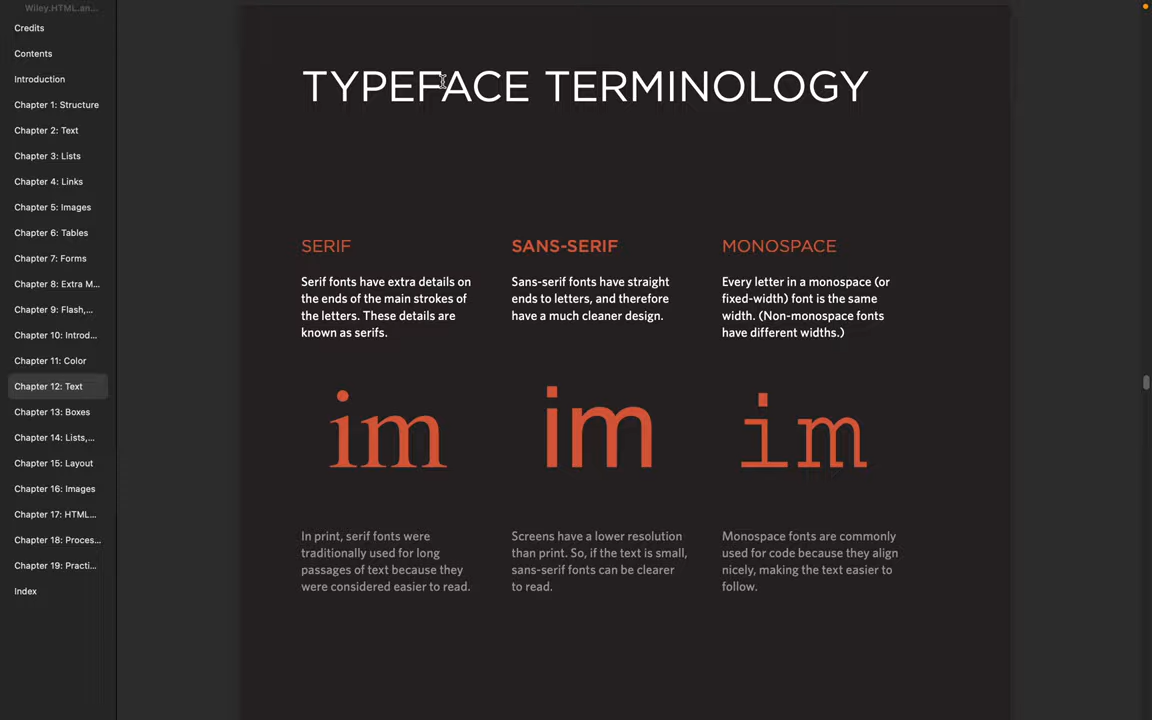 Wiley.HTML.an...
Credits
Contents
Introduction
Chapter 1: Structure
Chapter 2: Text
Chapter 3: Lists
Chapter 4: Links
Chapter 5: Images
Chapter 6: Tables
Chapter 7: Forms
Chapter 8: Extra M...
Chapter 9: Flash,...
Chapter 10: Introd...
Chapter 11: Color
Chapter 12: Text
Chapter 13: Boxes
Chapter 14: Lists,...
Chapter 15: Layout
Chapter 16: Images
Chapter 17: HTML...
Chapter 18: Proces...
Chapter 19: Practi...
Index
TYPEFACE TERMINOLOGY
SERIF
Serif fonts have extra details on
the ends of the main strokes of
the letters. These details are
known as serifs.
im
In print, serif fonts were
traditionally used for long
passages of text because they
were considered easier to read.
SANS-SERIF
Sans-serif fonts have straight
ends to letters, and therefore
have a much cleaner design.
im
Screens have a lower resolution
than print. So, if the text is small,
sans-serif fonts can be clearer
to read.
MONOSPACE
Every letter in a monospace (or
fixed-width) font is the same
width. (Non-monospace fonts
have different widths.)
im
Monospace fonts are commonly
used for code because they align
nicely, making the text easier to
follow.